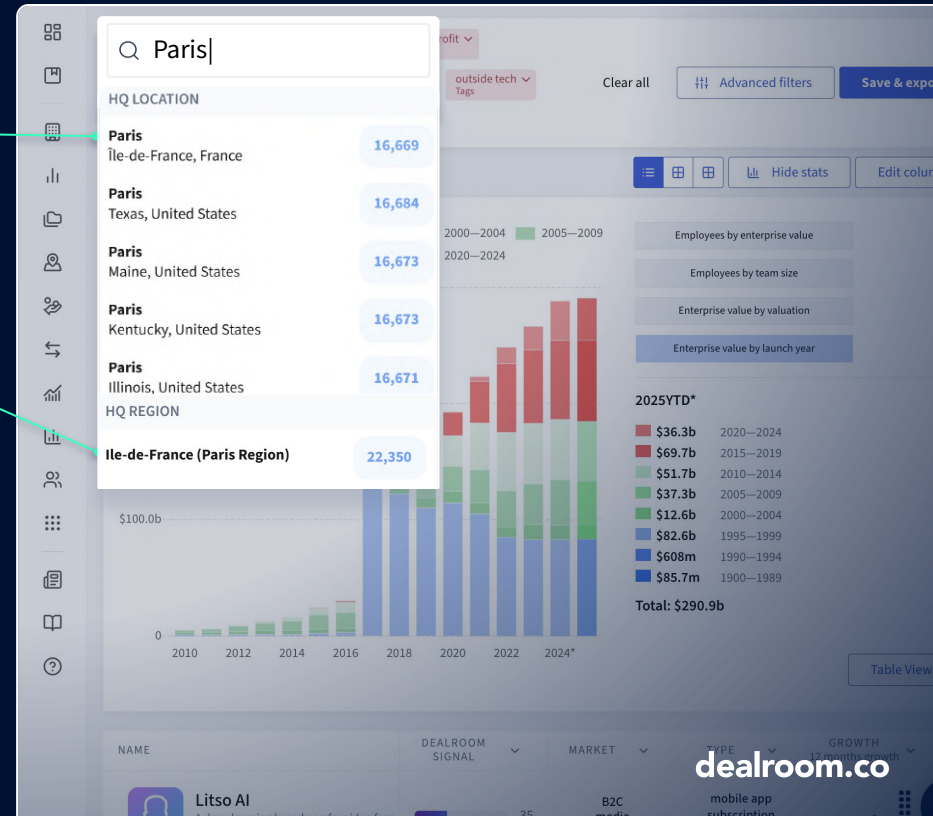 Paris
HQ LOCATION
Paris
Île-de-France, France
16,669
Paris
Texas, United States
16,684
Paris
Maine, United States
16,673
Paris
Kentucky, United States
16,673
Paris
Illinois, United States
16,671
HQ REGION
Ile-de-France (Paris Region)
22,350
outside tech
Tags
Clear all
Advanced filters
Hide stats
2000—2004 2005—2009
2020—2024
Employees by enterprise value
Employees by team size
Enterprise value by valuation
Enterprise value by launch year
2025YTD*
$36.3b 2020—2024
$69.7b 2015—2019
$51.7b 2010—2014
$37.3b 2005—2009
$12.6b 2000—2004
$82.6b 1995—1999
$608m 1990—1994
$85.7m 1900—1989
Total: $290.9b
$100.0b
0
2010 2012 2014 2016 2018 2020 2022 2024*
Table View
NAME DEALROOM SIGNAL MARKET TYPE GROWTH
12 months growth
dealroom.co
Litso AI
35
B2C
mobile app
subscription